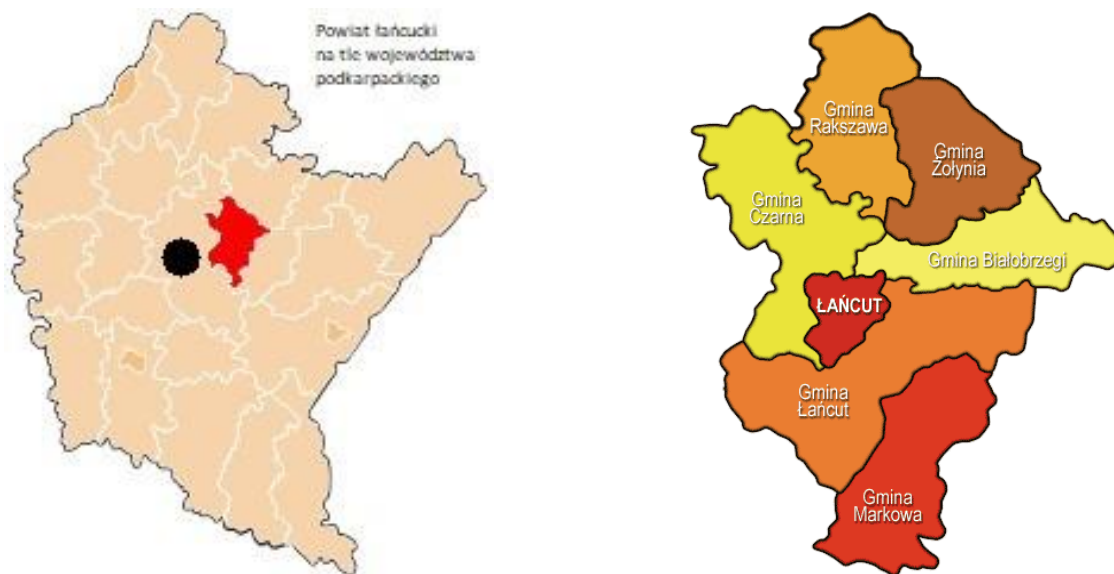 Powiat łańcucki
na tle województwa
podkarpackiego
Gmina
Rakszawa
Gmina
Żołynia
Gmina
Czarna
Gmina Białobrzegi
ŁAŃCUT
Gmina
Łańcut
Gmina
Markowa